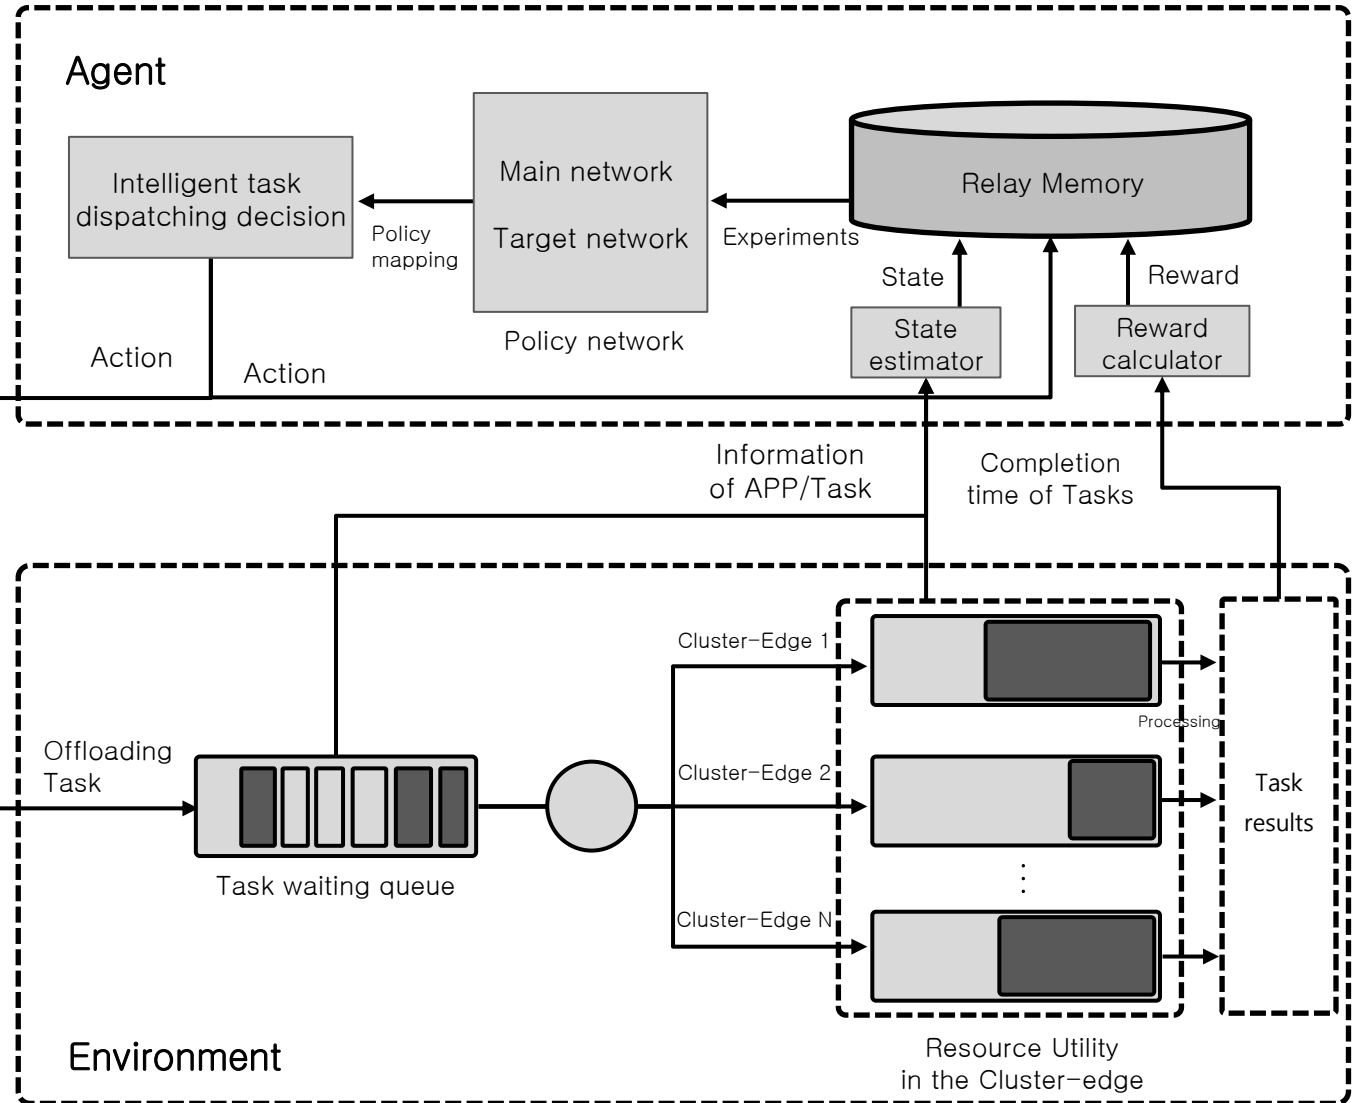 Agent
Intelligent task
dispatching decision
Policy
mapping
Main network
Target network
Policy network
Experiments
Relay Memory
State
Reward
State
estimator
Reward
calculator
Action
Action
Information
of APP/Task
Completion
time of Tasks
Offloading
Task
Task waiting queue
Cluster-Edge 1
Cluster-Edge 2
Cluster-Edge N
Processing
Task
results
Resource Utility
in the Cluster-edge
Environment